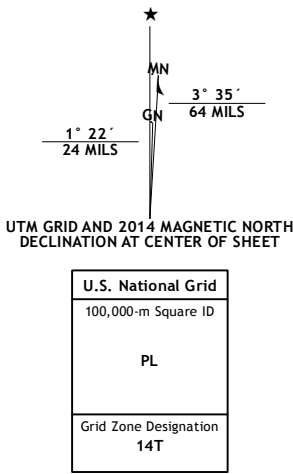 MN
3° 35´
64 MILS
GN
1° 22´
24 MILS
UTM GRID AND 2014 MAGNETIC NORTH
DECLINATION AT CENTER OF SHEET
U.S. National Grid
100,000-m Square ID
PL
Grid Zone Designation
14T